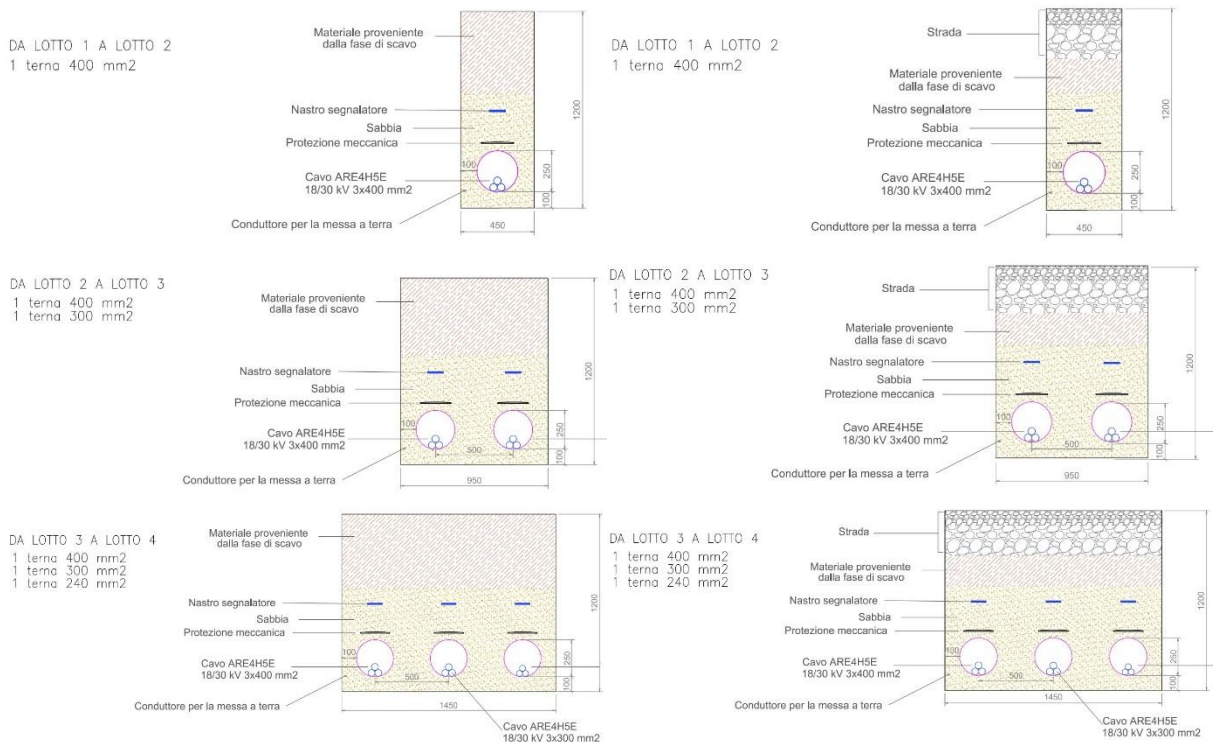 DA LOTTO 1 A LOTTO 2
1 terna 400 mm2
Materiale proveniente
dalla fase di scavo
Nastro segnalatore
Sabbia
Protezione meccanica
100
Cavo ARE4H5E
18/30 kV 3x400 mm2
Conduttore per la messa a terra
250
100
1200
450
DA LOTTO 1 A LOTTO 2
1 terna 400 mm2
Strada
Materiale proveniente
dalla fase di scavo
Nastro segnalatore
Sabbia
Protezione meccanica
100
Cavo ARE4H5E
18/30 kV 3x400 mm2
Conduttore per la messa a terra
250
100
1200
450
DA LOTTO 2 A LOTTO 3
1 terna 400 mm2
1 terna 300 mm2
Materiale proveniente
dalla fase di scavo
Nastro segnalatore
Sabbia
Protezione meccanica
100
Cavo ARE4H5E
18/30 kV 3x400 mm2
500
Conduttore per la messa a terra
250
100
1200
950
DA LOTTO 2 A LOTTO 3
1 terna 400 mm2
1 terna 300 mm2
Strada
Materiale proveniente
dalla fase di scavo
Nastro segnalatore
Sabbia
Protezione meccanica
100
Cavo ARE4H5E
18/30 kV 3x400 mm2
500
Conduttore per la messa a terra
250
100
1200
950
DA LOTTO 3 A LOTTO 4
1 terna 400 mm2
1 terna 300 mm2
1 terna 240 mm2
Materiale proveniente
dalla fase di scavo
Nastro segnalatore
Sabbia
Protezione meccanica
100
Cavo ARE4H5E
18/30 kV 3x400 mm2
500
Conduttore per la messa a terra
250
100
1200
1450
Cavo ARE4H5E
18/30 kV 3x300 mm2
DA LOTTO 3 A LOTTO 4
1 terna 400 mm2
1 terna 300 mm2
1 terna 240 mm2
Strada
Materiale proveniente
dalla fase di scavo
Nastro segnalatore
Sabbia
Protezione meccanica
100
Cavo ARE4H5E
18/30 kV 3x400 mm2
500
Conduttore per la messa a terra
250
100
1200
1450
Cavo ARE4H5E
18/30 kV 3x300 mm2